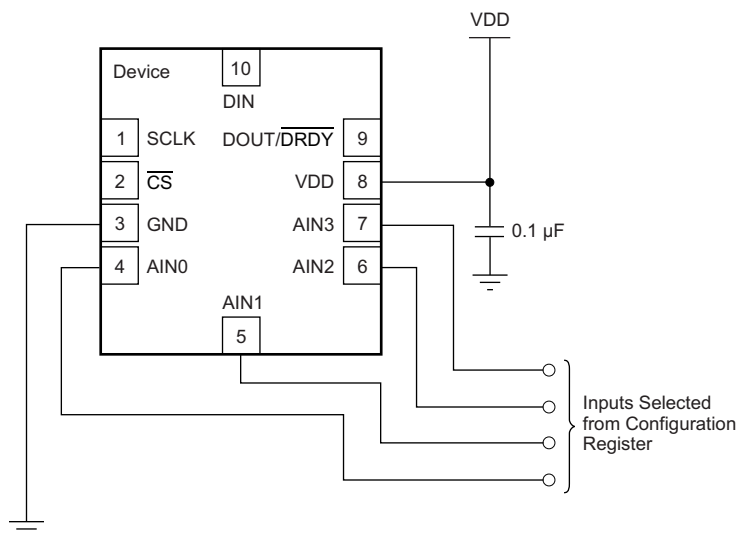 VDD
Device
10
DIN
1 SCLK
DOUT/DRDY 9
2 CS
VDD 8
3 GND
AIN3 7
0.1 µF
4 AIN0
AIN2 6
AIN1
5
Inputs Selected
from Configuration
Register